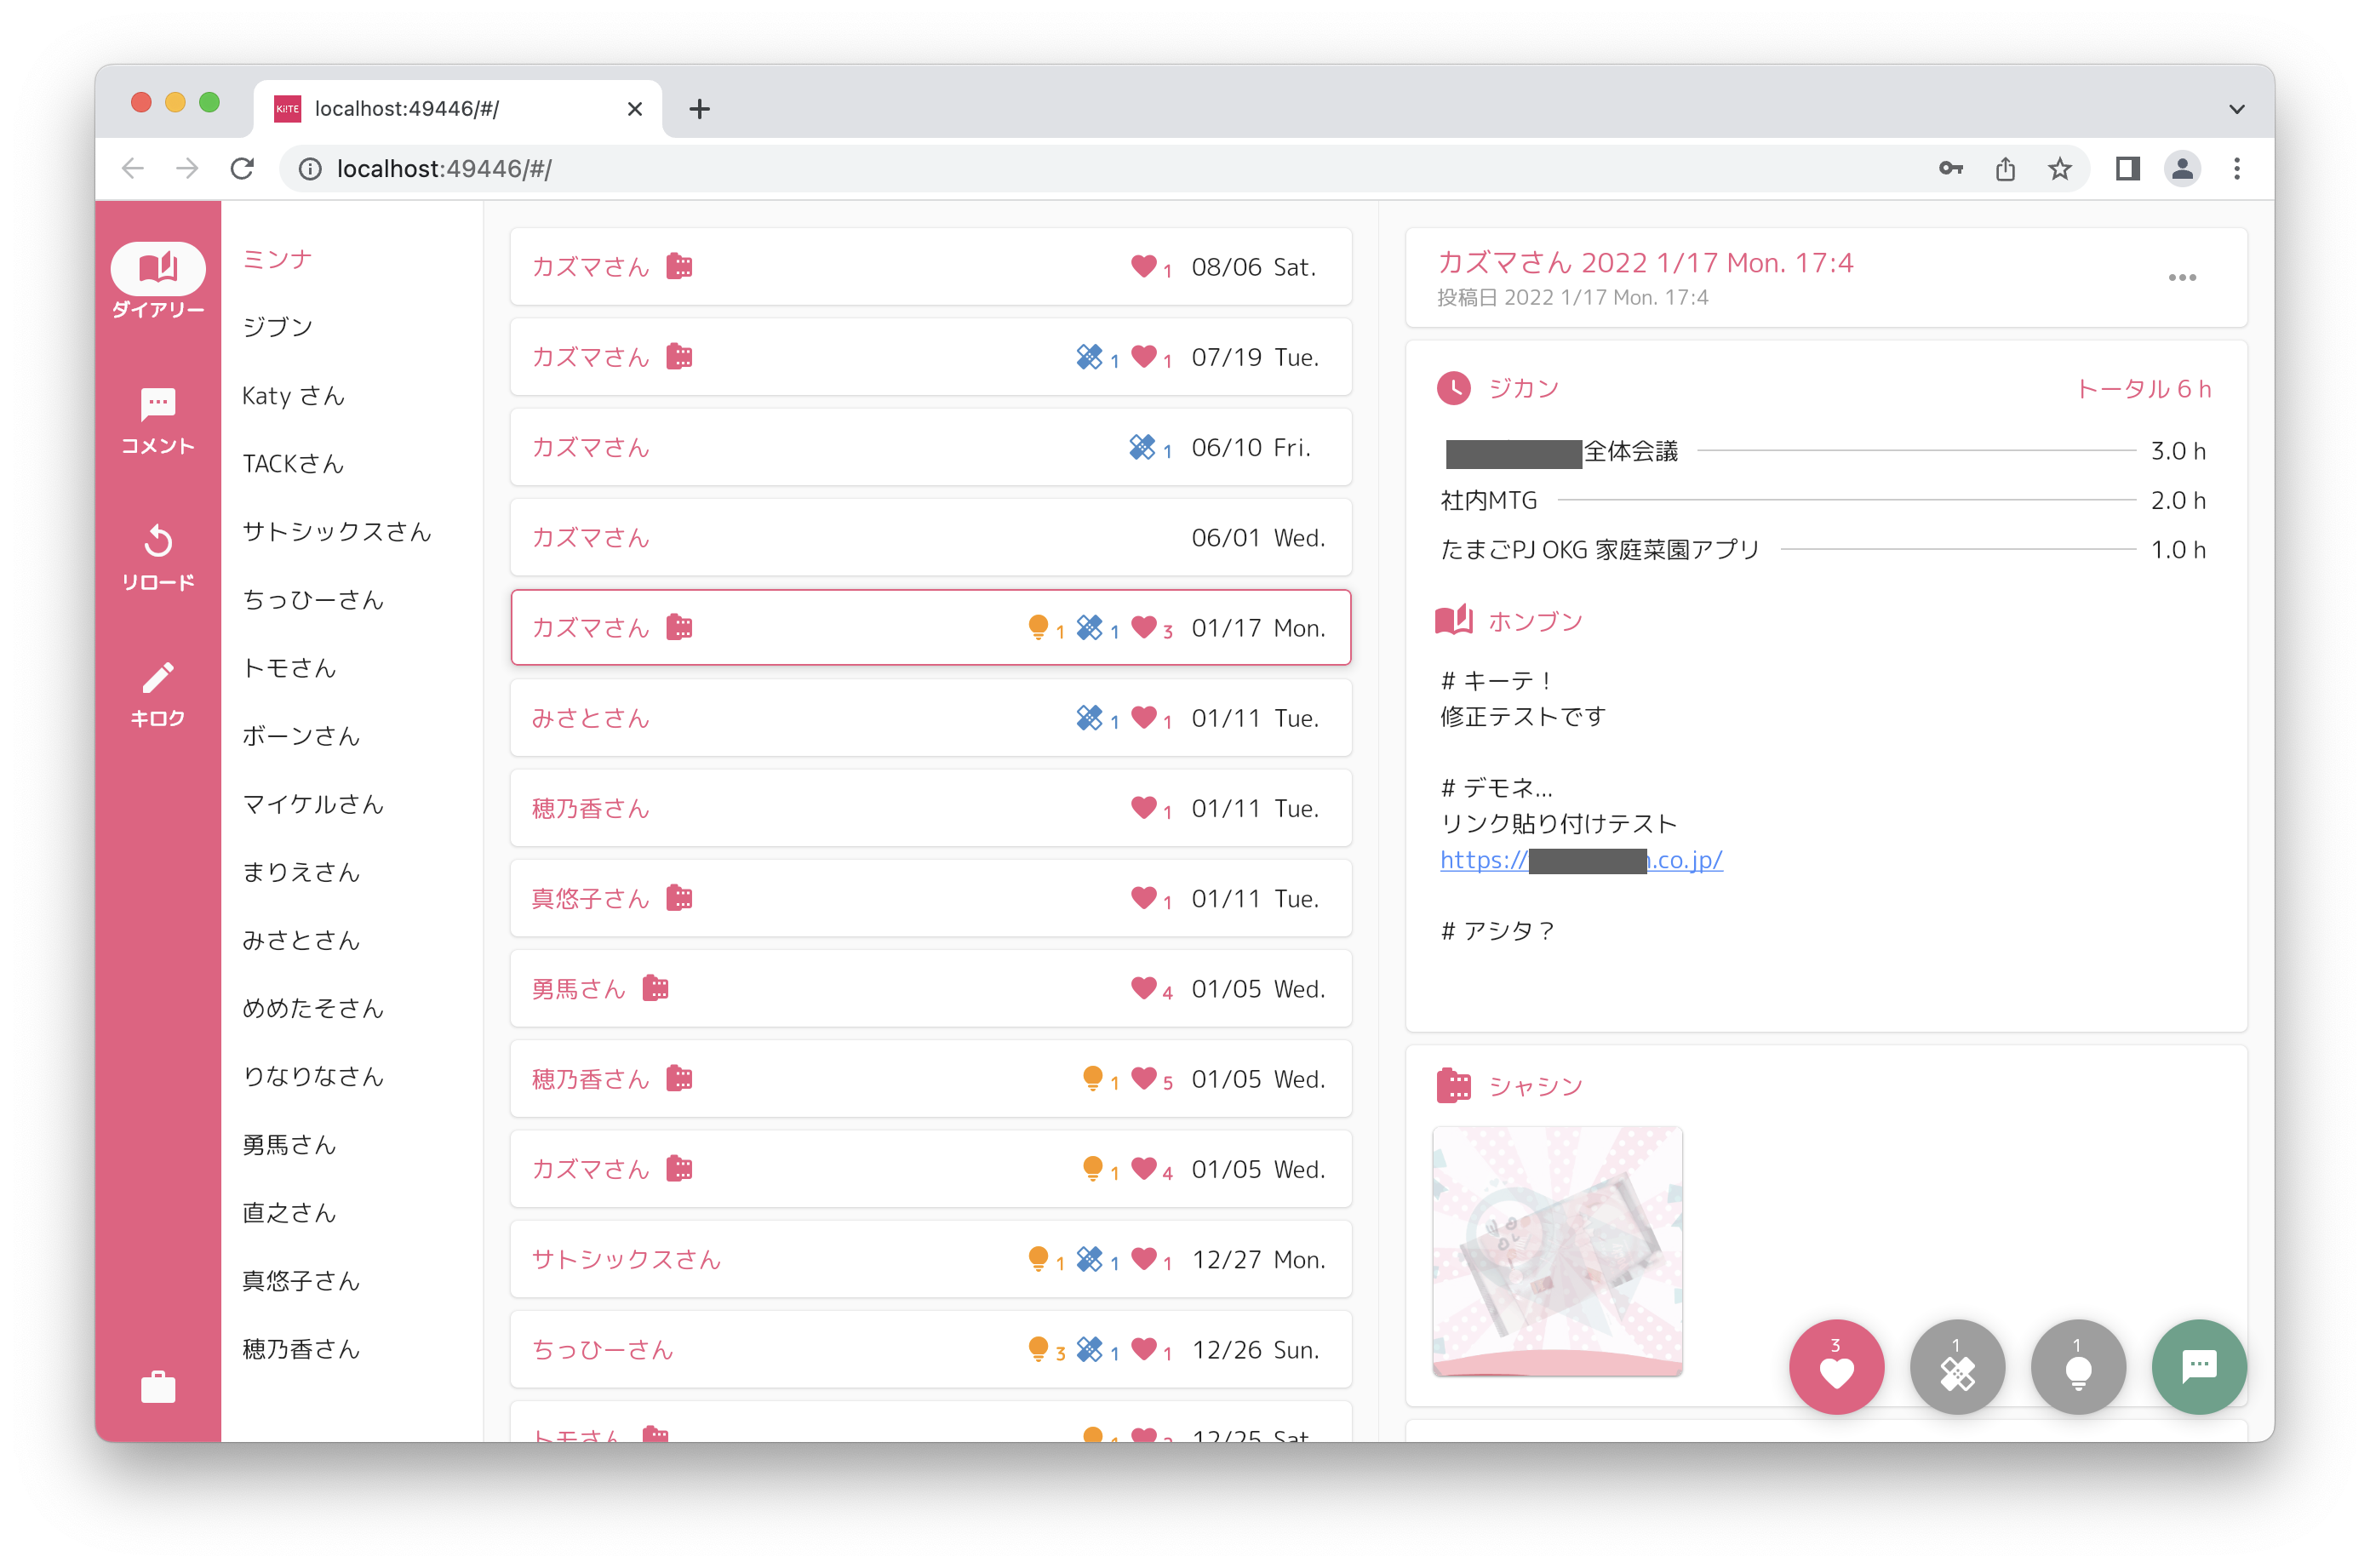 KiiTE
localhost:49446/#/
localhost:49446/#/
ダイアリー
コメント
リロード
キロク
ミンナ
ジブン
Katy さん
TACKさん
サトシックスさん
ちっひーさん
トモさん
ボーンさん
マイケルさん
まりえさん
みさとさん
めめたそさん
りなりなさん
勇馬さん
直之さん
真悠子さん
穂乃香さん
カズマさん 1 08/06 Sat.
カズマさん 1 1 07/19 Tue.
カズマさん 1 06/10 Fri.
カズマさん 06/01 Wed.
カズマさん 1 1 3 01/17 Mon.
みさとさん 1 1 01/11 Tue.
穂乃香さん 1 01/11 Tue.
真悠子さん 1 01/11 Tue.
勇馬さん 4 01/05 Wed.
穂乃香さん 1 5 01/05 Wed.
カズマさん 1 4 01/05 Wed.
サトシックスさん 1 1 1 12/27 Mon.
ちっひーさん 3 1 1 12/26 Sun.
トモさん 1 12/25 Sat.
カズマさん 2022 1/17 Mon. 17:4
投稿日 2022 1/17 Mon. 17:4
ジカン トータル 6 h
全体会議 3.0 h
社内MTG 2.0 h
たまごPJ OKG 家庭菜園アプリ 1.0 h
ホンブン
# キーテ！
修正テストです
# デモネ...
リンク貼り付けテスト
https:// .co.jp/
# アシタ？
シャシン
3 1 1